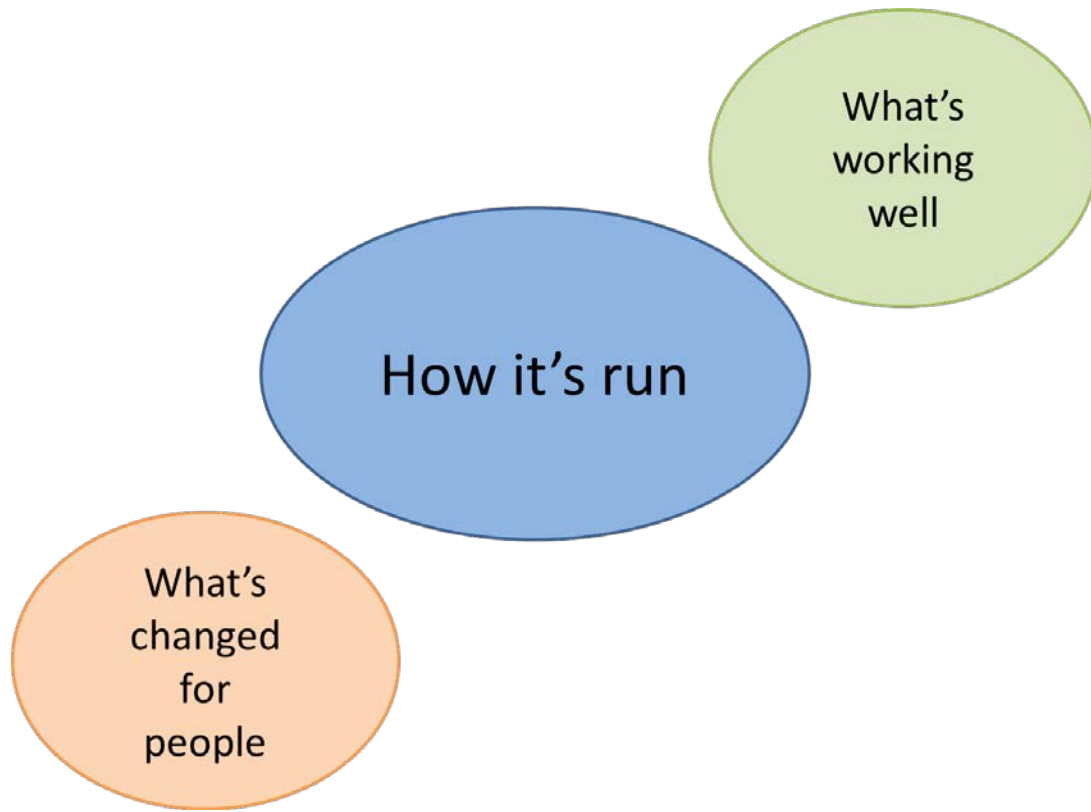 What’s
working
well
How it’s run
What’s
changed
for
people